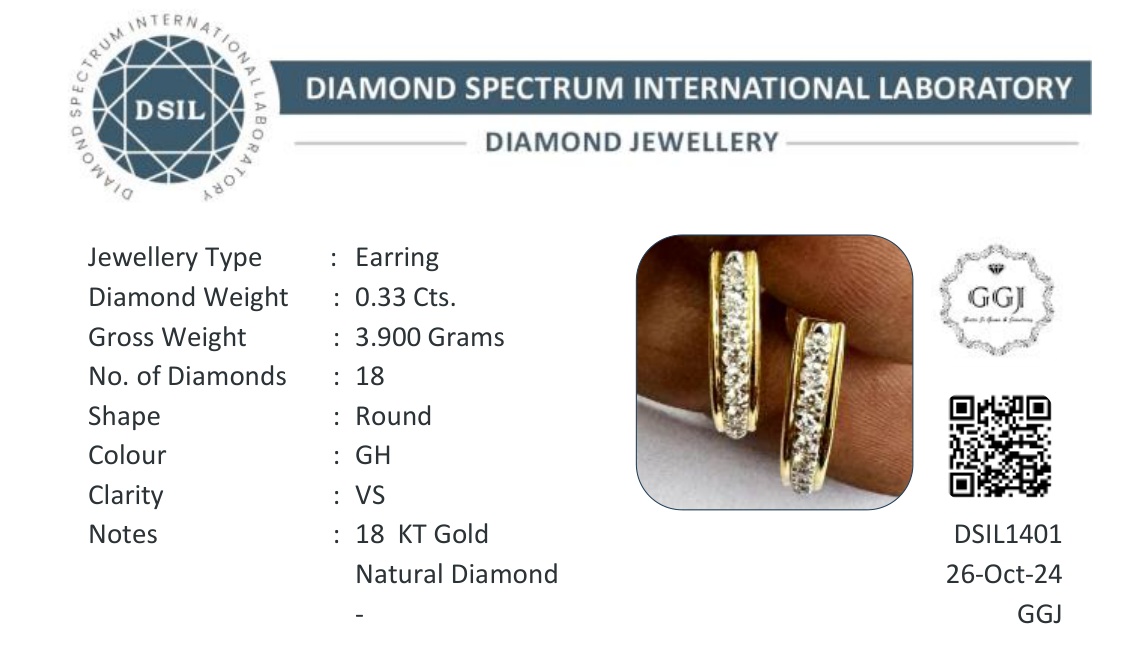 DIAMOND SPECTRUM INTERNATIONAL LABORATORY
DSIL
DIAMOND SPECTRUM INTERNATIONAL LABORATORY
DIAMOND JEWELLERY
Jewellery Type : Earring
Diamond Weight : 0.33 Cts.
Gross Weight : 3.900 Grams
No. of Diamonds : 18
Shape : Round
Colour : GH
Clarity : VS
Notes : 18 KT Gold
Natural Diamond
-
GGJ
DSIL1401
26-Oct-24
GGJ